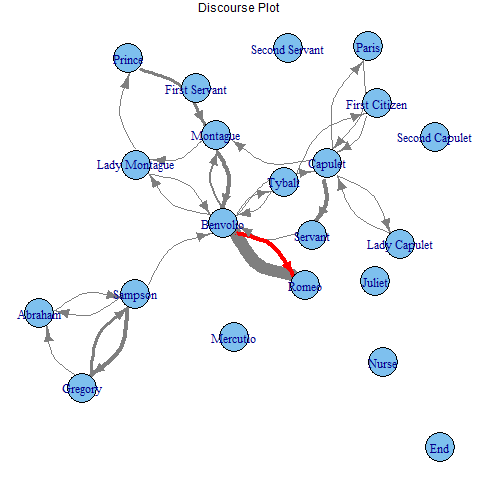 Discourse Plot
Second Servant
Paris
Prince
First Servant
First Citizen
Montague
Second Capulet
Lady Montague
Capulet
Tybalt
Benvolio
Servant
Lady Capulet
Romeo
Juliet
Sampson
Abraham
Mercutio
Nurse
Gregory
End